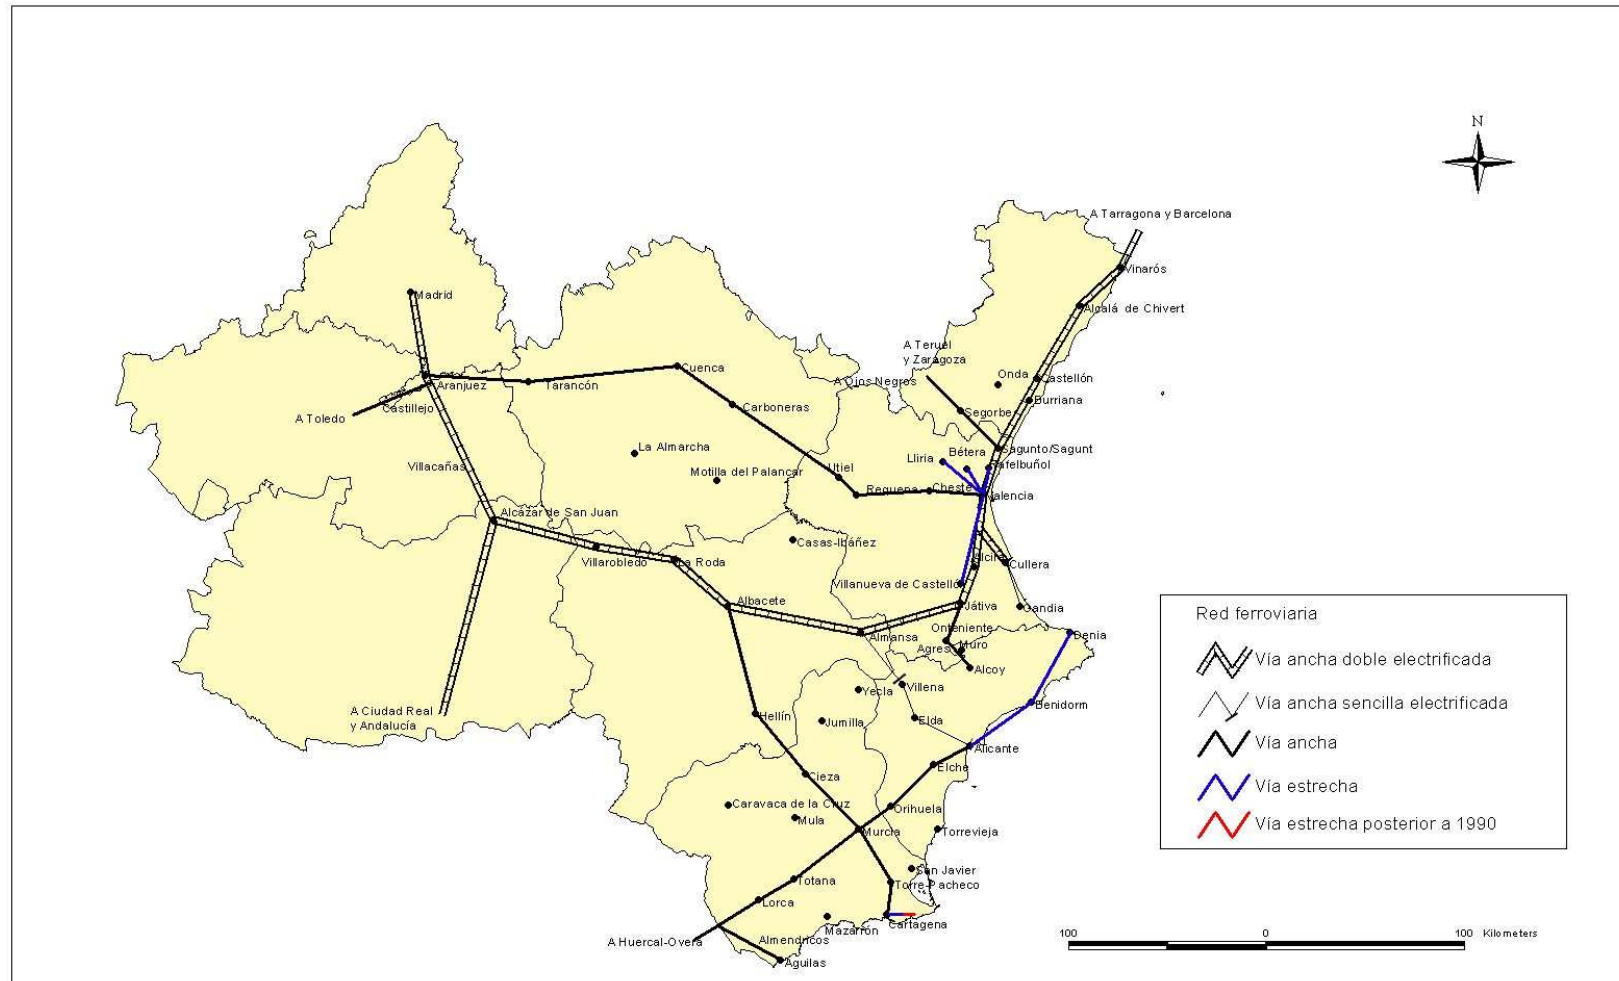 N
A Tarragona y Barcelona
Vinarós
Madrid
Alcalá de Chivert
A Teruel
y Zaragoza
Cuenca
Onda
Castellón
A Ojos Negros
Aranjuez
Tarancón
Castillejo
Carboneras
Burriana
Segorbe
A Toledo
La Almarcha
Sagunto/Sagunt
Bétera
Lliria
Rafelbuñol
Villacañas
Motilla del Palancar
Utiel
Requena
Cheste
Valencia
Alcázar de San Juan
Casas-Ibáñez
Villarobledo
La Roda
Alcira
Cullera
Villanueva de Castellón
Albacete
Játiva
Gandia
Almansa
Onteniente
Denia
Agres
Muro
Alcoy
Villena
Yecla
A Ciudad Real
y Andalucía
Hellín
Jumilla
Elda
Benidorm
Alicante
Elche
Cieza
Caravaca de la Cruz
Mula
Orihuela
Murcia
Torrevieja
San Javier
Totana
Torre-Pacheco
Lorca
Mazarrón
Cartagena
A Huercal-Overa
Almendricos
Aguilas
Red ferroviaria
Vía ancha doble electrificada
Vía ancha sencilla electrificada
Vía ancha
Vía estrecha
Vía estrecha posterior a 1990
100 0 100 Kilometers